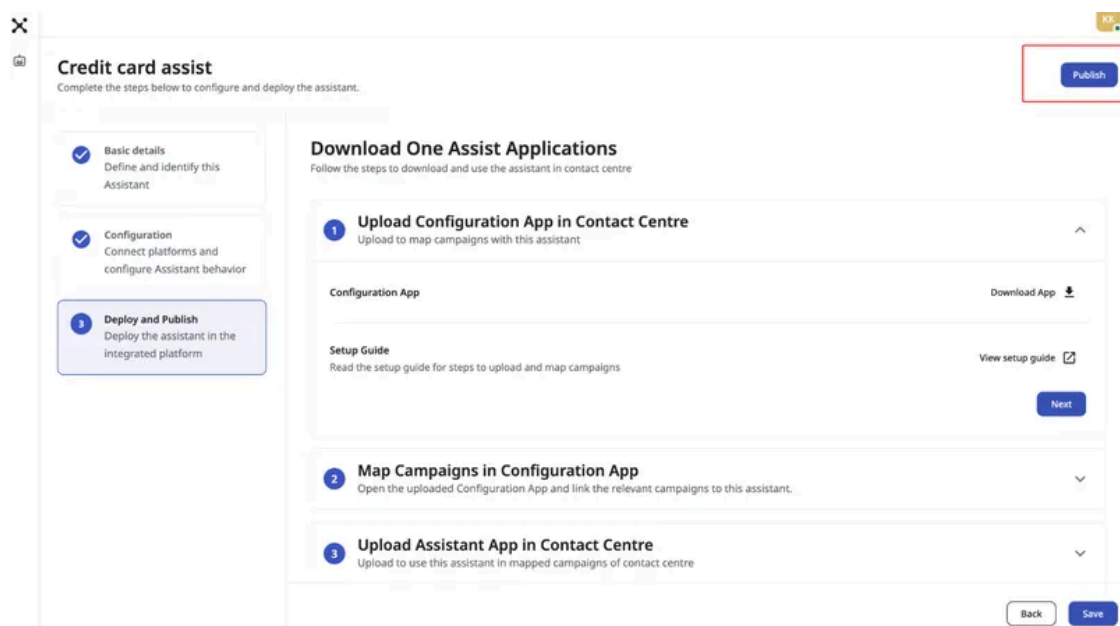 KK
Credit card assist
Complete the steps below to configure and deploy the assistant.
Publish
Basic details
Define and identify this
Assistant
Configuration
Connect platforms and
configure Assistant behavior
3
Deploy and Publish
Deploy the assistant in the
integrated platform
Download One Assist Applications
Follow the steps to download and use the assistant in contact centre
1
Upload Configuration App in Contact Centre
Upload to map campaigns with this assistant
Configuration App
Download App
Setup Guide
Read the setup guide for steps to upload and map campaigns
View setup guide
Next
2
Map Campaigns in Configuration App
Open the uploaded Configuration App and link the relevant campaigns to this assistant.
3
Upload Assistant App in Contact Centre
Upload to use this assistant in mapped campaigns of contact centre
Back
Save